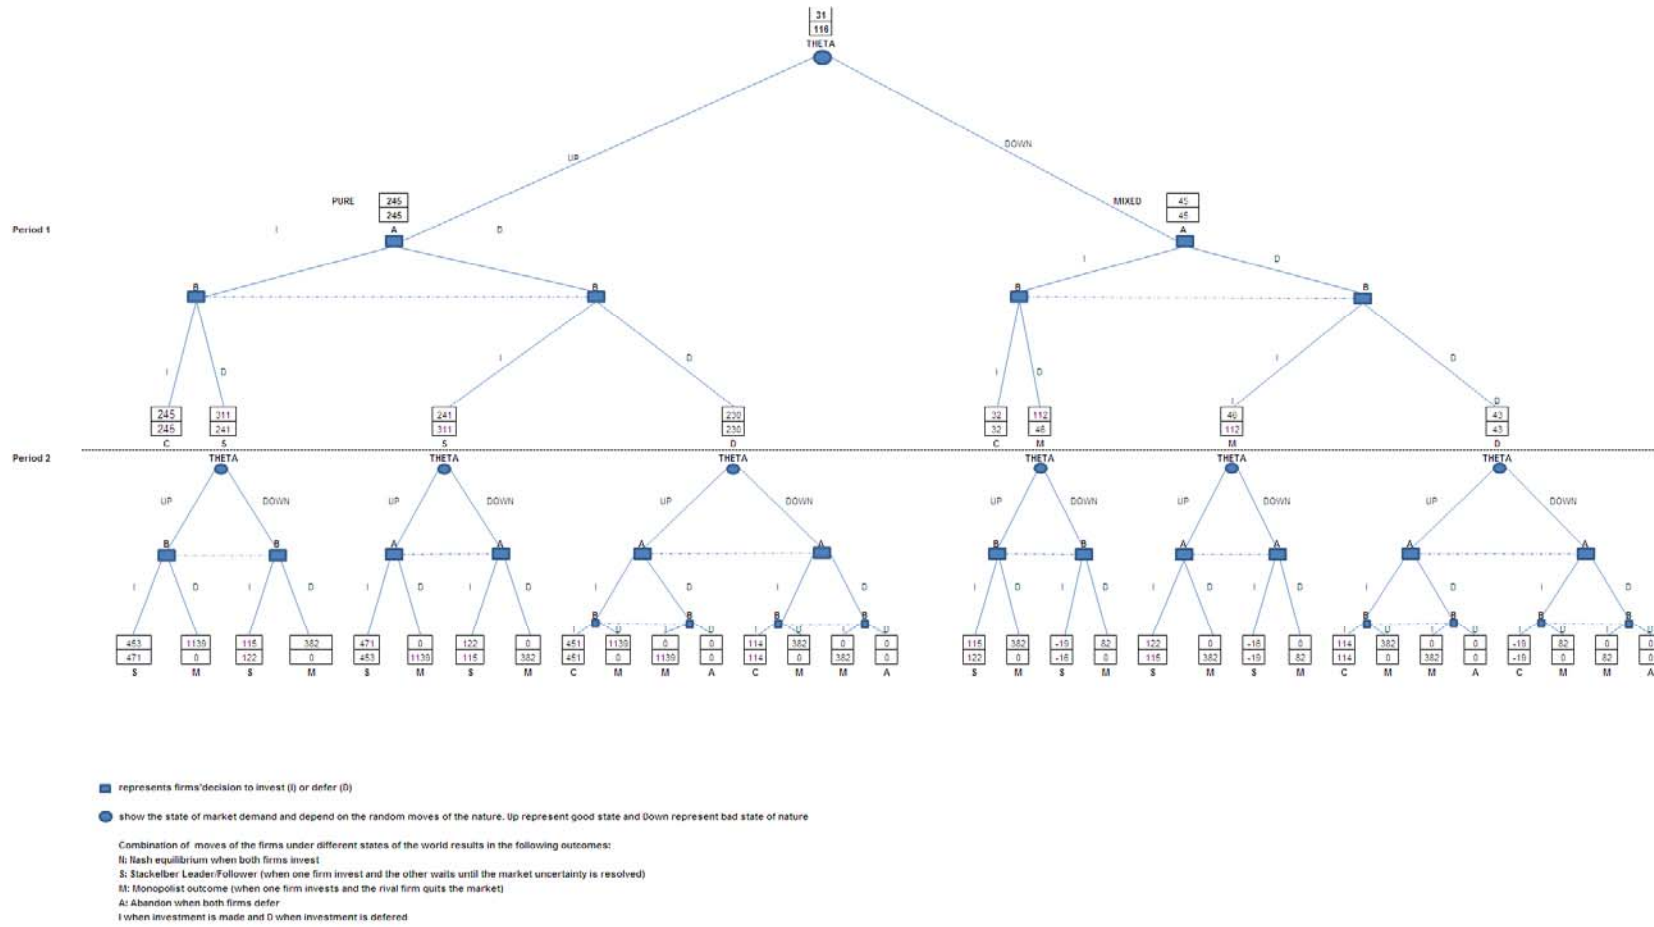 31
116
THETA
UP
DOWN
PURE
245
245
MIXED
45
45
Period 1
I
A
D
A
I
D
B
B
B
B
I
D
I
D
I
D
I
D
245
245
C
311
241
S
241
311
S
230
230
D
32
32
C
112
46
M
I
46
112
M
D
43
43
D
Period 2
THETA THETA THETA THETA THETA THETA
UP DOWN UP DOWN UP DOWN UP DOWN UP DOWN UP DOWN
B B A A A A B B A A A A
I D I D I D I D I D I D I D I D I D I D I D I D
B B B B B B B B
I D I D I D I D I D I D I D I D
453 1139 115 382 471 0 122 0 451 1139 0 0 114 382 0 0 115 382 -19 82 122 0 -16 0 114 382 0 0 -19 82 0 0
471 0 122 0 453 1139 115 382 451 0 1139 0 114 0 382 0 122 0 -16 0 115 382 -19 82 114 0 382 0 -19 0 82 0
S M S M S M S M C M M A C M M A S M S M S M S M C M M A C M M A
represents firms'decision to invest (I) or defer (D)
show the state of market demand and depend on the random moves of the nature. Up represent good state and Down represent bad state of nature
Combination of moves of the firms under different states of the world results in the following outcomes:
N: Nash equilibrium when both firms invest
S: Stackelber Leader/Follower (when one firm invest and the other waits until the market uncertainty is resolved)
M: Monopolist outcome (when one firm invests and the rival firm quits the market)
A: Abandon when both firms defer
I when investment is made and D when investment is defered